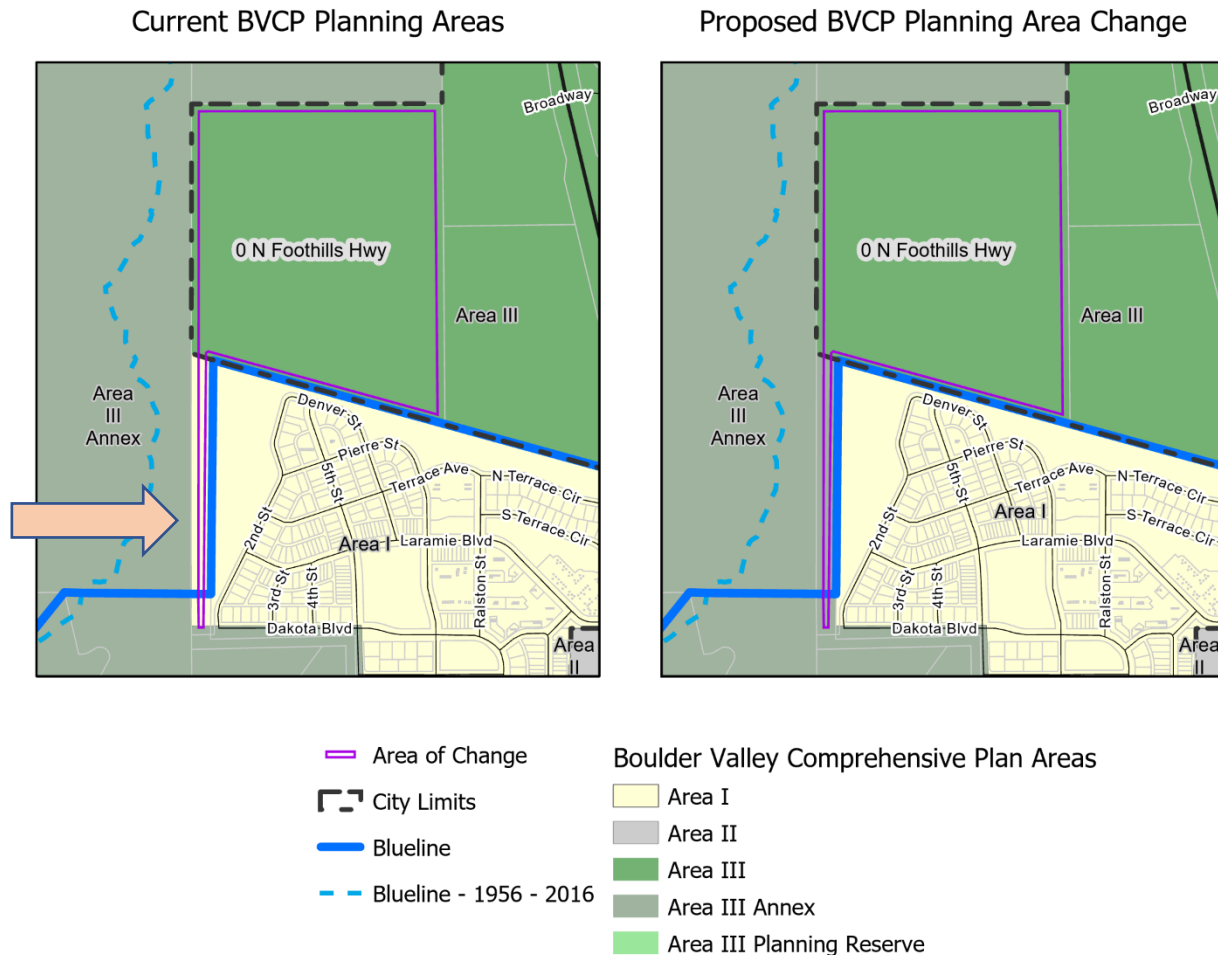 Current BVCP Planning Areas
Proposed BVCP Planning Area Change
Broadway
0 N Foothills Hwy
Area III
Area
III
Annex
Denver St
Pierre St
5th St
Terrace Ave
N Terrace Cir
S Terrace Cir
2nd St
Area I
Laramie Blvd
3rd St
4th St
Ralston St
Dakota Blvd
Area
II
Broadway
0 N Foothills Hwy
Area III
Area
III
Annex
Denver St
Pierre St
5th St
Terrace Ave
N Terrace Cir
S Terrace Cir
2nd St
Area I
Laramie Blvd
3rd St
4th St
Ralston St
Dakota Blvd
Area
II
Area of Change
City Limits
Blueline
Blueline - 1956 - 2016
Boulder Valley Comprehensive Plan Areas
Area I
Area II
Area III
Area III Annex
Area III Planning Reserve